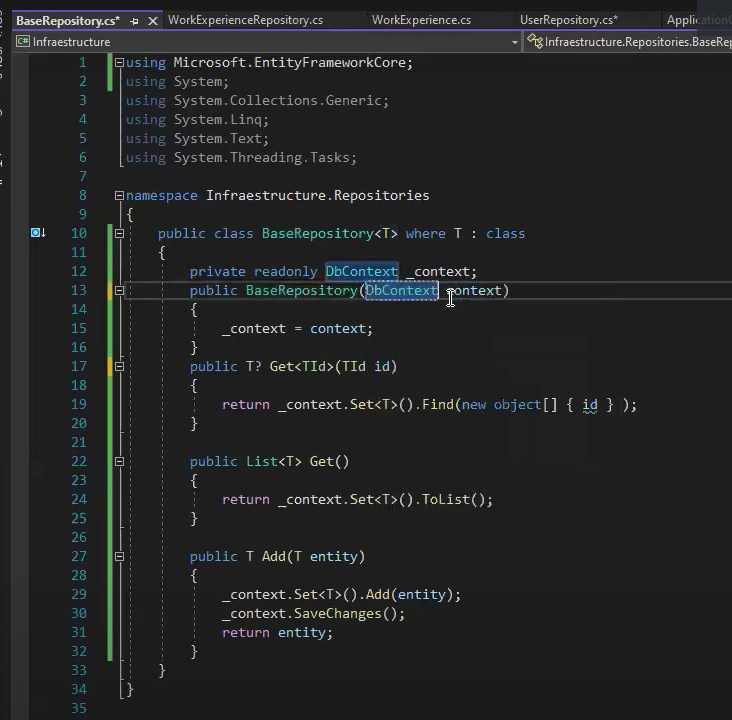 BaseRepository.cs* WorkExperienceRepository.cs WorkExperience.cs UserRepository.cs*
Infraestructure Infraestructure.Repositories.BaseRep
1 using Microsoft.EntityFrameworkCore;
2 using System;
3 using System.Collections.Generic;
4 using System.Linq;
5 using System.Text;
6 using System.Threading.Tasks;
7
8 namespace Infraestructure.Repositories
9 {
10 public class BaseRepository<T> where T : class
11 {
12 private readonly DbContext _context;
13 public BaseRepository(DbContext context)
14 {
15 _context = context;
16 }
17 public T? Get<TId>(TId id)
18 {
19 return _context.Set<T>().Find(new object[] { id } );
20 }
21
22 public List<T> Get()
23 {
24 return _context.Set<T>().ToList();
25 }
26
27 public T Add(T entity)
28 {
29 _context.Set<T>().Add(entity);
30 _context.SaveChanges();
31 return entity;
32 }
33 }
34 }
35